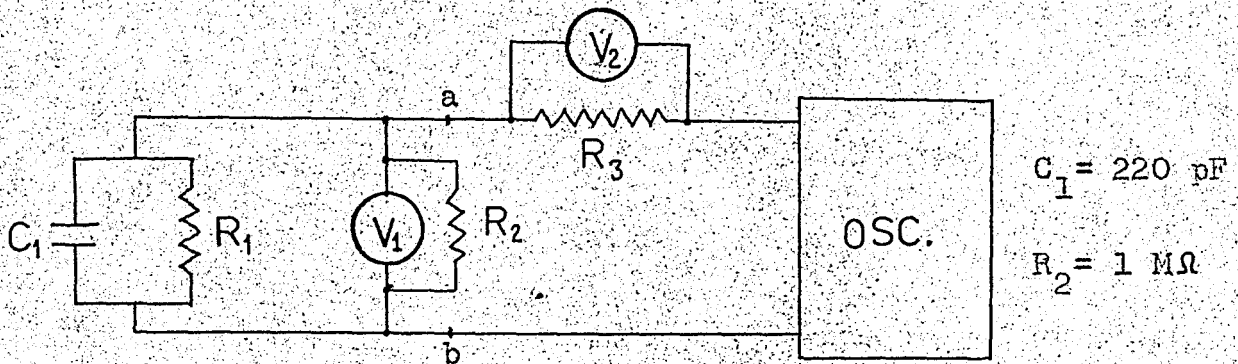 V2
a
R3
C1
R1
V1
R2
OSC.
C1= 220 pF
R2= 1 MΩ
b